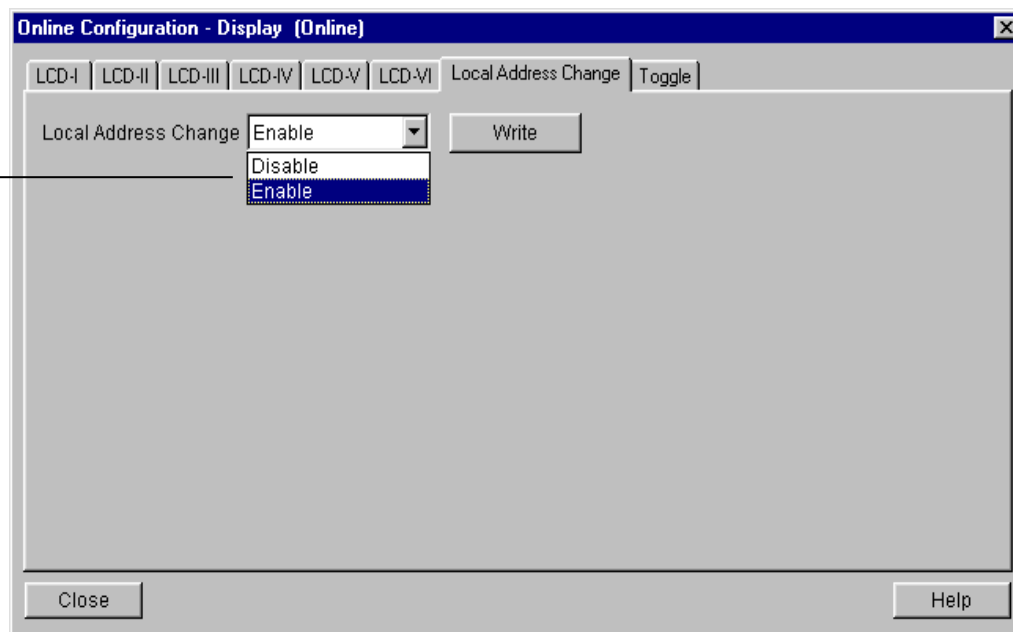 Online Configuration - Display (Online)
LCD-I LCD-II LCD-III LCD-IV LCD-V LCD-VI Local Address Change Toggle
Local Address Change Enable Write
Disable
Enable
Close Help